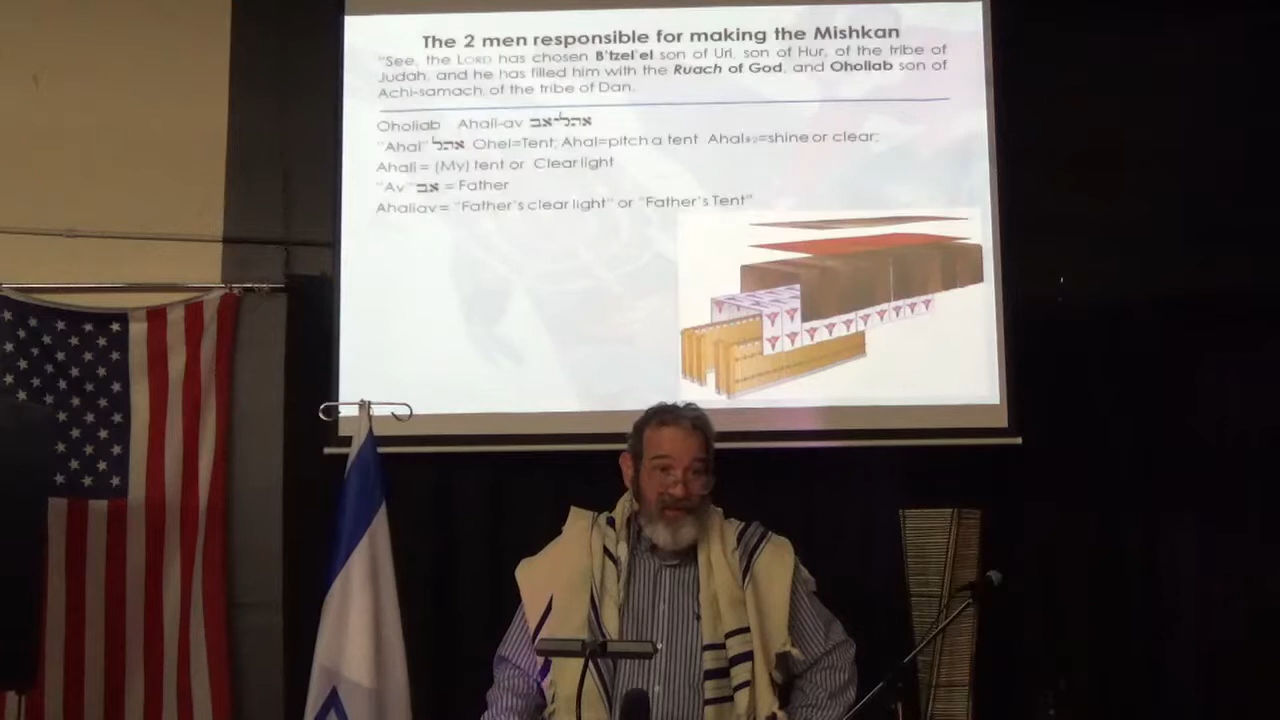 The 2 men responsible for making the Mishkan
"See, the LORD has chosen B'tzel'el son of Uri, son of Hur, of the tribe of
Judah, and he has filled him with the Ruach of God, and Oholiab son of
Achi-samach, of the tribe of Dan.
Oholiab Ahali-av אהלי־אב
"Ahal" אהל Ohel=Tent; Ahal=pitch a tent Ahal#2=shine or clear;
Ahali = (My) tent or Clear light
"Av" אב = Father
Ahaliav= "Father's clear light" or "Father's Tent"